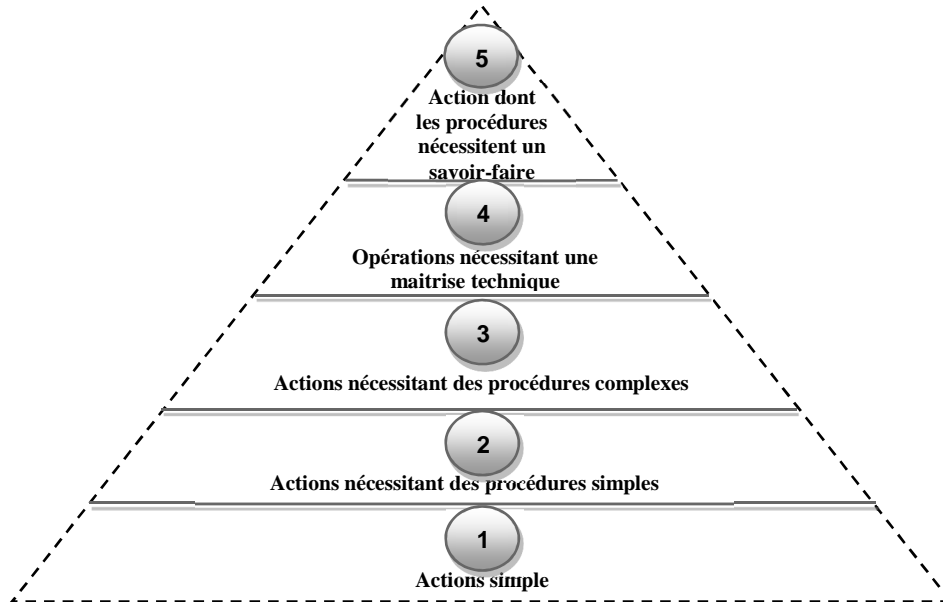 5
Action dont
les procédures
nécessitent un
savoir-faire
4
Opérations nécessitant une
maitrise technique
3
Actions nécessitant des procédures complexes
2
Actions nécessitant des procédures simples
1
Actions simple